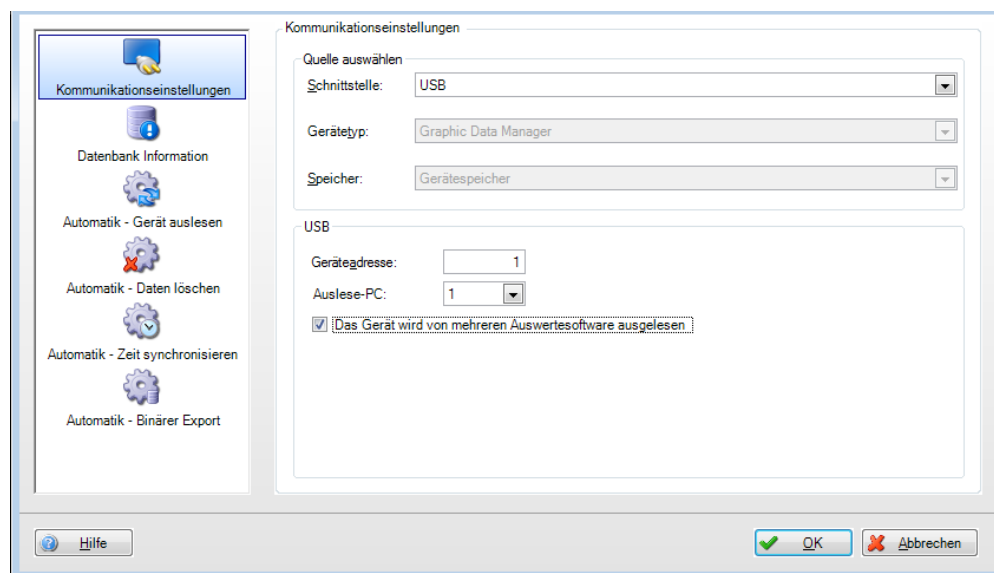 Kommunikationseinstellungen
Datenbank Information
Automatik - Gerät auslesen
Automatik - Daten löschen
Automatik - Zeit synchronisieren
Automatik - Binärer Export
Kommunikationseinstellungen
Quelle auswählen
Schnittstelle: USB
Gerätetyp: Graphic Data Manager
Speicher: Gerätespeicher
USB
Geräteadresse: 1
Auslese-PC: 1
Das Gerät wird von mehreren Auswertesoftware ausgelesen
Hilfe
OK
Abbrechen